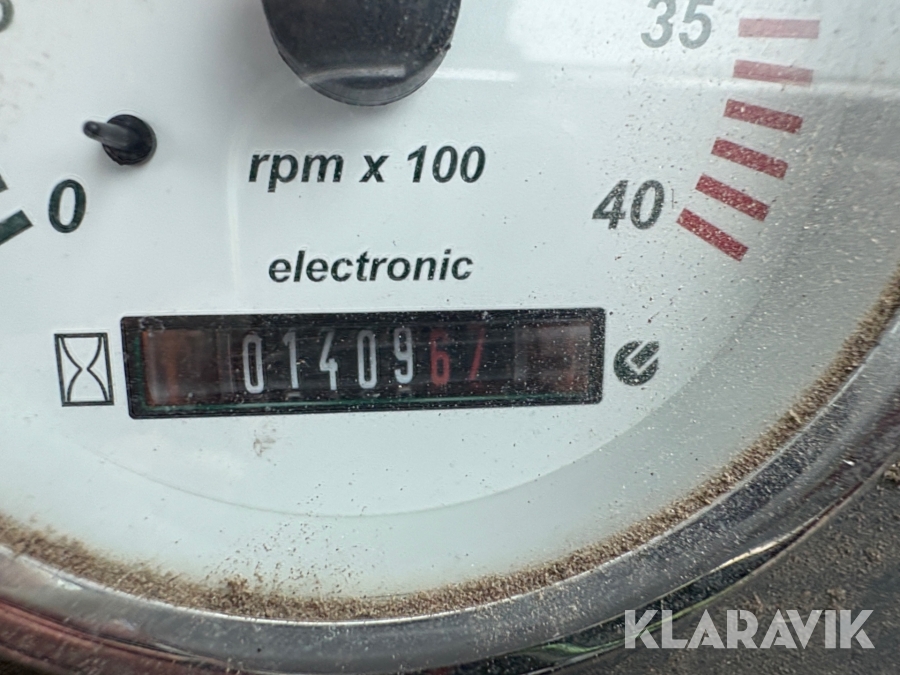 35
rpm x 100
0
40
electronic
0140967
KLARAVIK